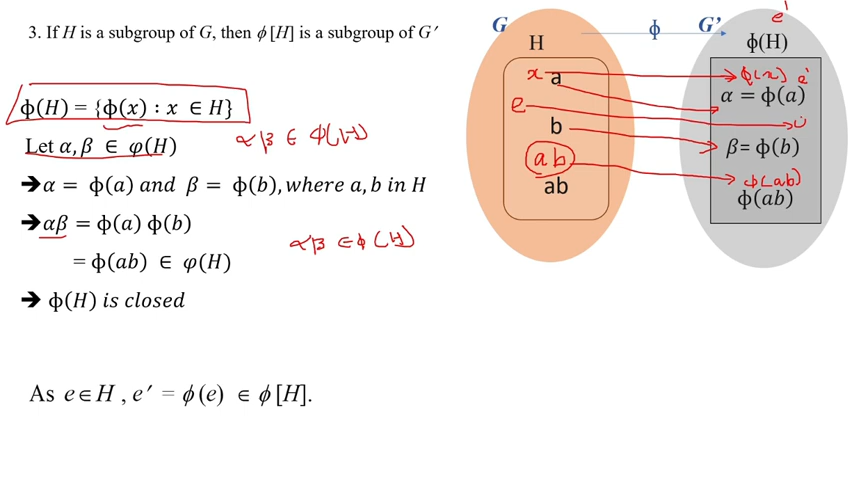 3. If H is a subgroup of G, then ϕ[H] is a subgroup of G′
ϕ(H) = {ϕ(x) : x ∈ H}
Let α, β ∈ φ(H)
αβ ∈ ϕ(H)
➔ α = ϕ(a) and β = ϕ(b), where a, b in H
➔ αβ = ϕ(a) ϕ(b)
αβ ∈ ϕ(H)
= ϕ(ab) ∈ φ(H)
➔ ϕ(H) is closed
As e ∈ H , e′ = ϕ(e) ∈ ϕ[H].
G
ϕ
G’
e'
H
ϕ(H)
x
a
e
b
ab
ab
ϕ(x) e'
α = ϕ(a)
β= ϕ(b)
ϕ(ab)
ϕ(ab)